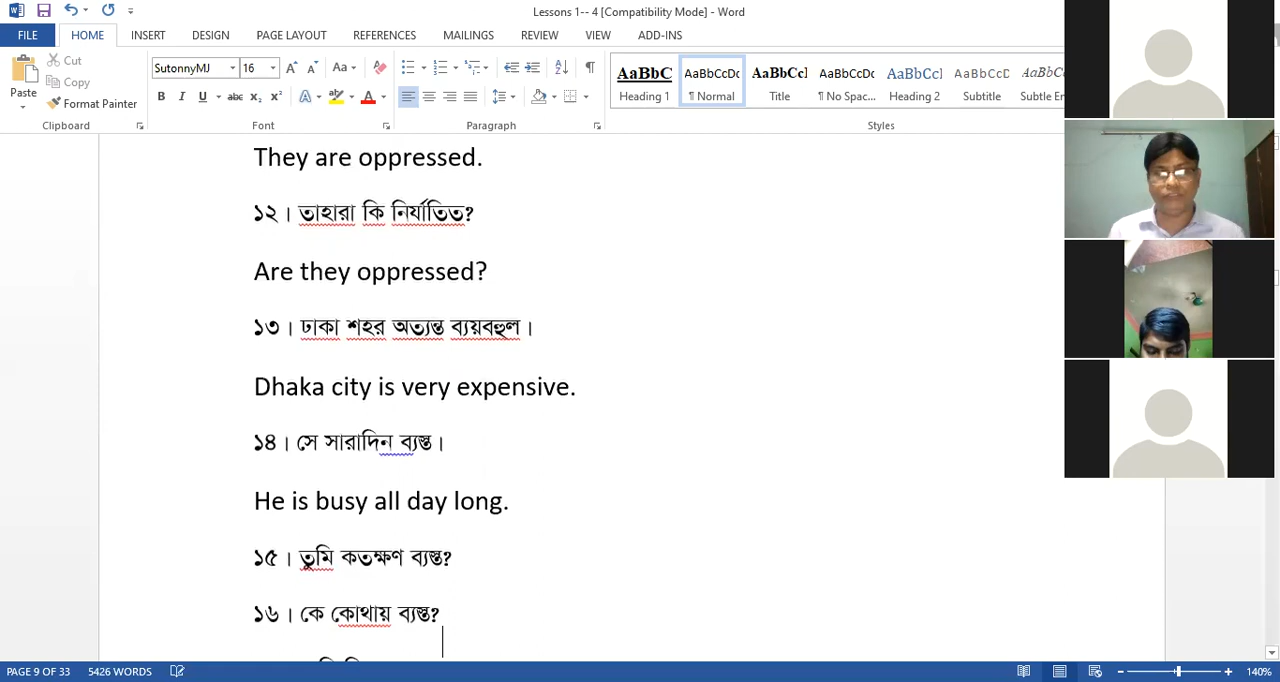 Lessons 1-- 4 [Compatibility Mode] - Word
FILE HOME INSERT DESIGN PAGE LAYOUT REFERENCES MAILINGS REVIEW VIEW ADD-INS
Paste
Cut
Copy
Format Painter
Clipboard
SutonnyMJ 16
Font
Paragraph
AaBbC AaBbCcDc AaBbCcl AaBbCcDc AaBbCcl AaBbCcD AaBbC
Heading 1 ¶ Normal Title ¶ No Spac... Heading 2 Subtitle Subtle En
Styles
They are oppressed.
১২। তাহারা কি নির্যাতিত?
Are they oppressed?
১৩। ঢাকা শহর অত্যন্ত ব্যয়বহুল।
Dhaka city is very expensive.
১৪। সে সারাদিন ব্যস্ত।
He is busy all day long.
১৫। তুমি কতক্ষণ ব্যস্ত?
১৬। কে কোথায় ব্যস্ত?
PAGE 9 OF 33 5426 WORDS 140%